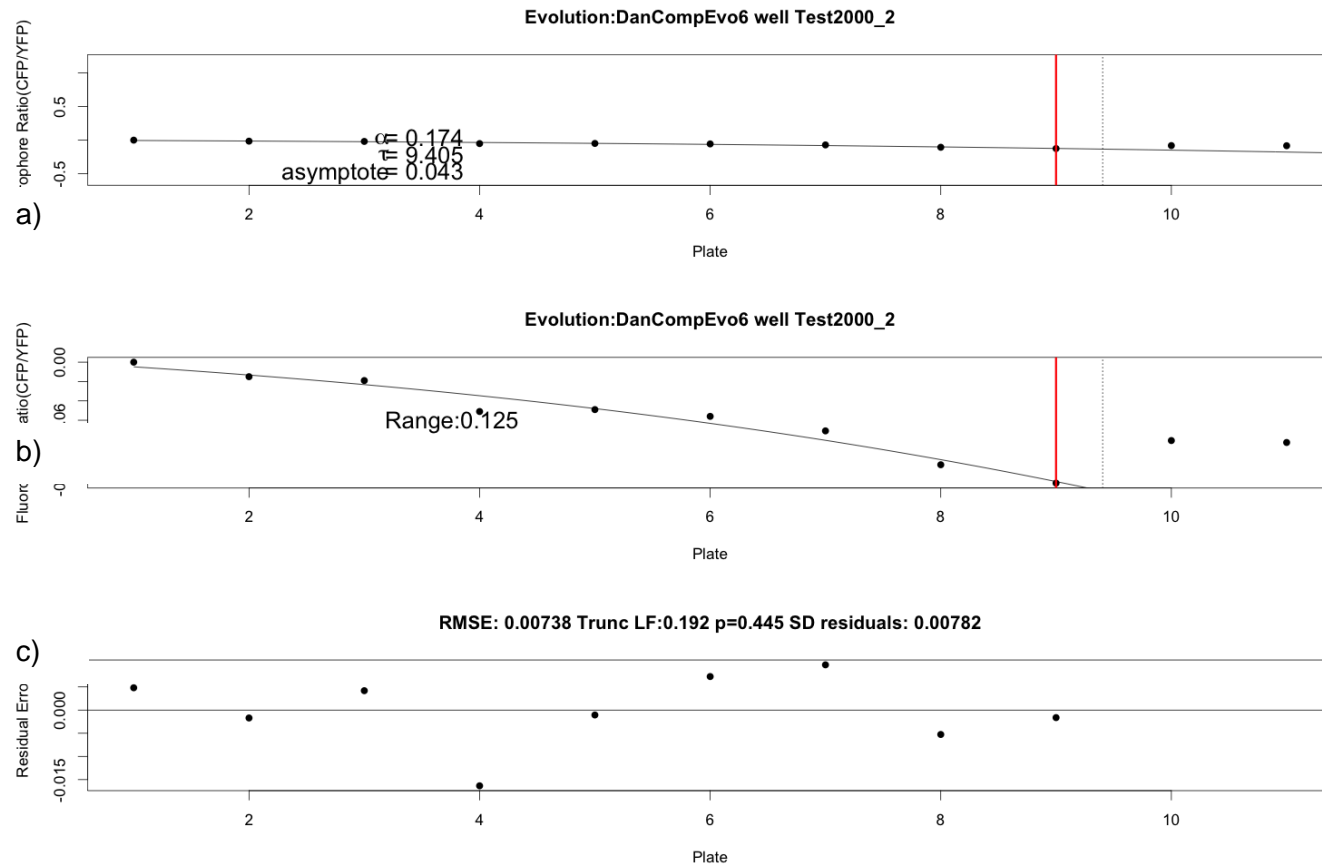 Evolution:DanCompEvo6 well Test2000_2
ophore Ratio(CFP/YFP)
0.5
-0.5
α= 0.174
τ= 9.405
asymptote = 0.043
a)
2 4 6 8 10
Plate
Evolution:DanCompEvo6 well Test2000_2
Fluoro
atio(CFP/YFP)
0.00
.06
-0
Range:0.125
b)
2 4 6 8 10
Plate
RMSE: 0.00738 Trunc LF:0.192 p=0.445 SD residuals: 0.00782
c)
Residual Erro
0.000
-0.015
2 4 6 8 10
Plate